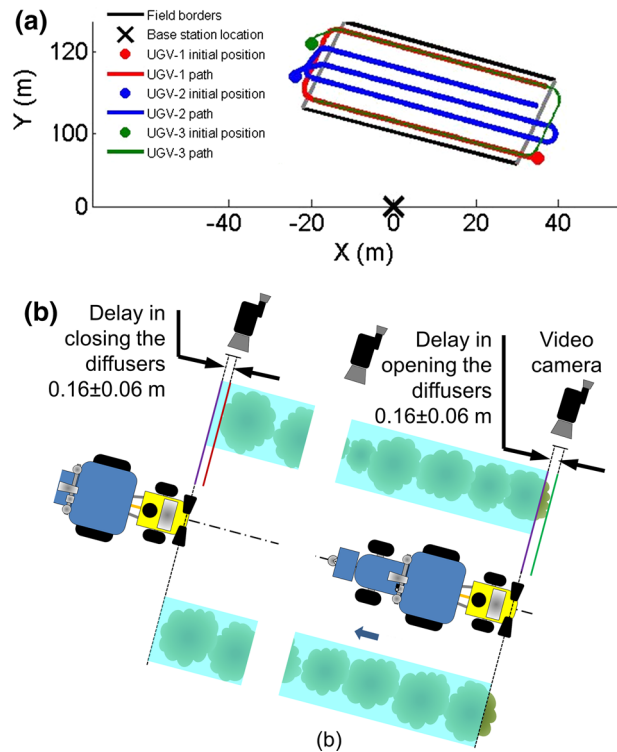 (a)
Field borders
Base station location
UGV-1 initial position
UGV-1 path
UGV-2 initial position
UGV-2 path
UGV-3 initial position
UGV-3 path
Y (m)
120
100
0
-40
-20
0
20
40
X (m)
(b)
Delay in
closing the
diffusers
0.16±0.06 m
Delay in
opening the
diffusers
0.16±0.06 m
Video
camera
(b)